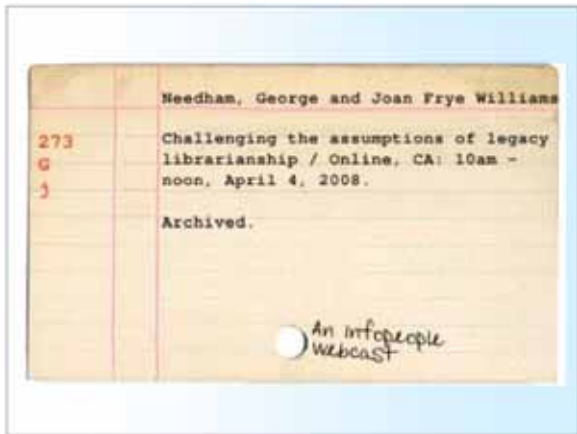 Needham, George and Joan Frye Williams
273
G
j
Challenging the assumptions of legacy
librarianship / Online, CA: 10am –
noon, April 4, 2008.
Archived.
An infopeople
webcast